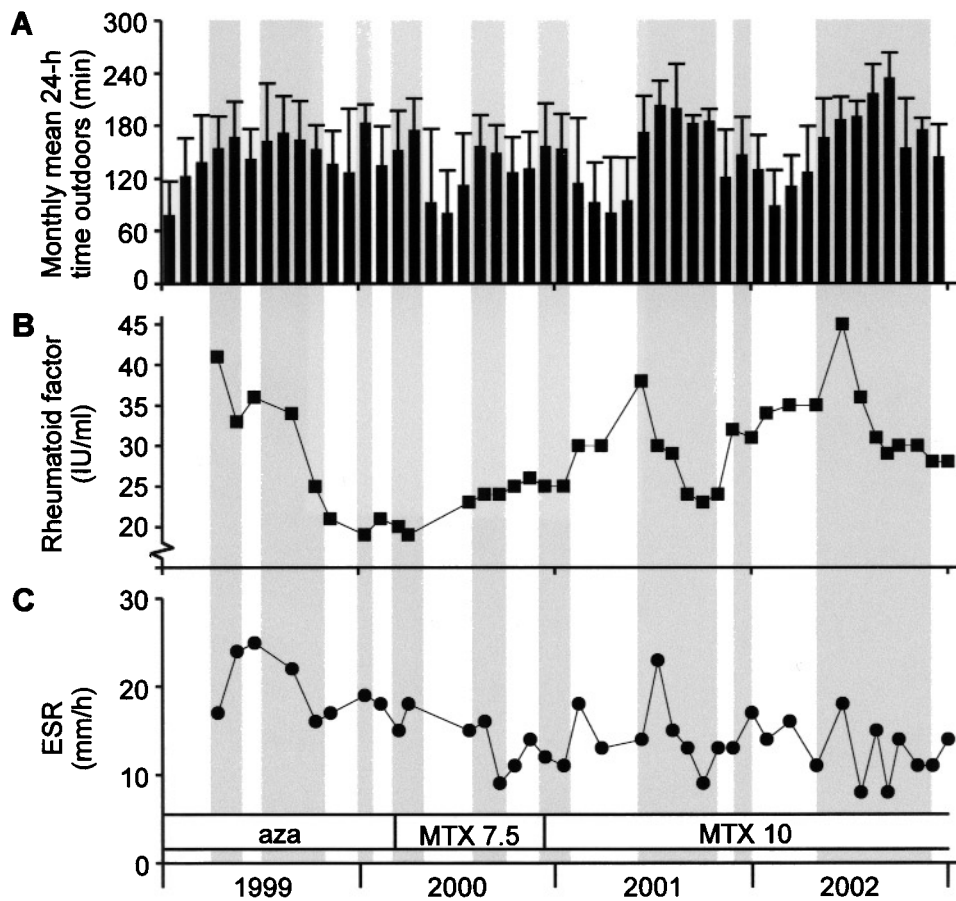 A
Monthly mean 24-h
time outdoors (min)
300
240
180
120
60
0
B
Rheumatoid factor
(IU/ml)
45
40
35
30
25
20
C
ESR
(mm/h)
30
20
10
0
aza
MTX 7.5
MTX 10
1999
2000
2001
2002